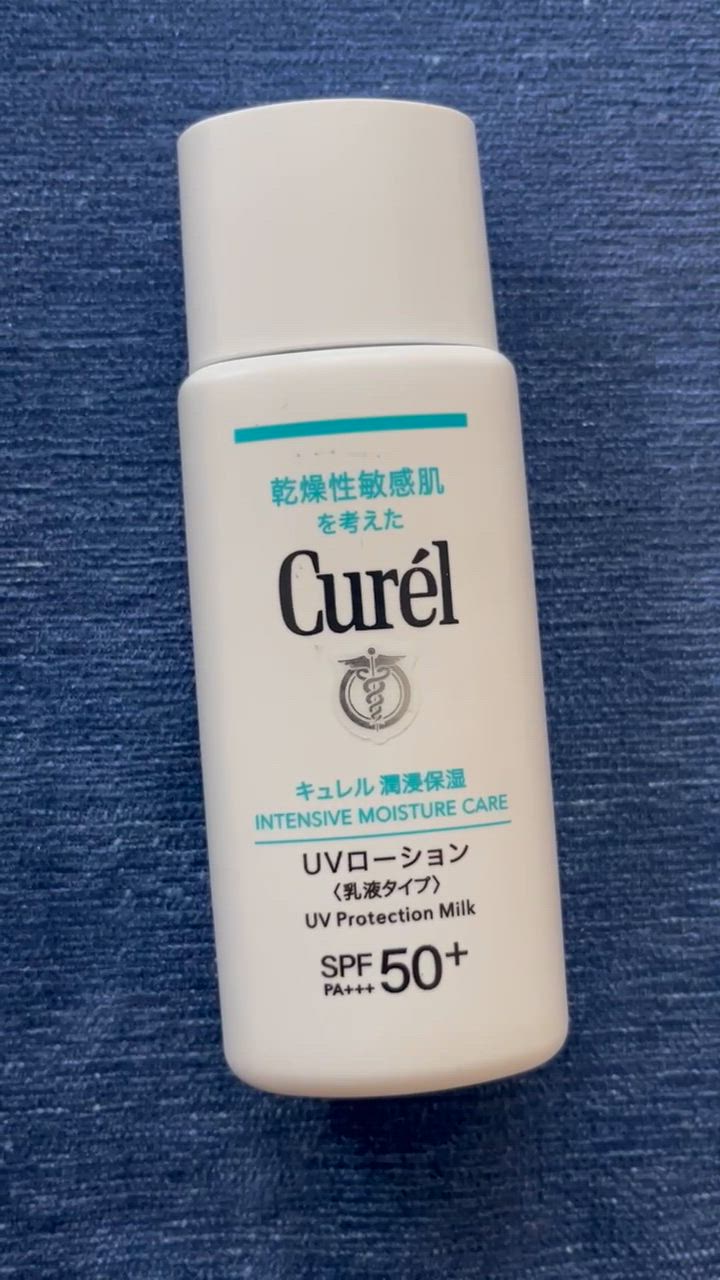 乾燥性敏感肌
を考えた
Curél
キュレル 潤浸保湿
INTENSIVE MOISTURE CARE
UVローション
〈乳液タイプ〉
UV Protection Milk
SPF 50+
PA+++